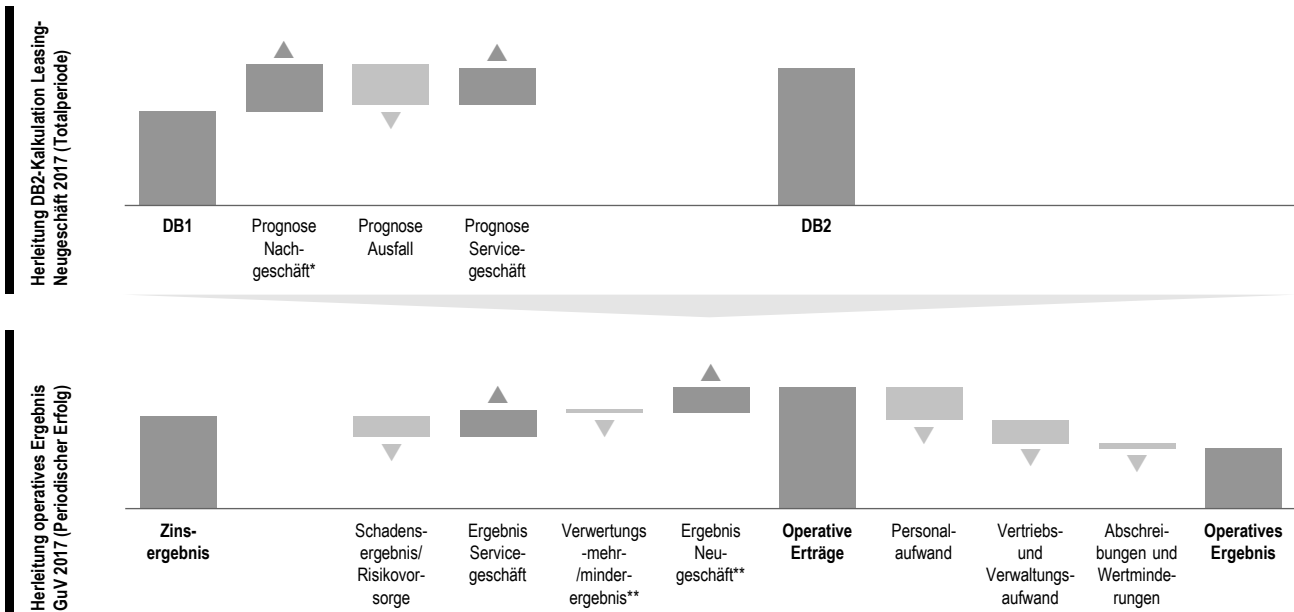 Herleitung DB2-Kalkulation Leasing-
Neugeschäft 2017 (Totalperiode)
DB1
Prognose
Nach-
geschäft*
Prognose
Ausfall
Prognose
Service-
geschäft
DB2
Herleitung operatives Ergebnis
GuV 2017 (Periodischer Erfolg)
Zins-
ergebnis
Schadens-
ergebnis/
Risikovor-
sorge
Ergebnis
Service-
geschäft
Verwertungs
-mehr-
/minder-
ergebnis**
Ergebnis
Neu-
geschäft**
Operative
Erträge
Personal-
aufwand
Vertriebs-
und
Verwaltungs-
aufwand
Abschrei-
bungen und
Wertminde-
rungen
Operatives
Ergebnis